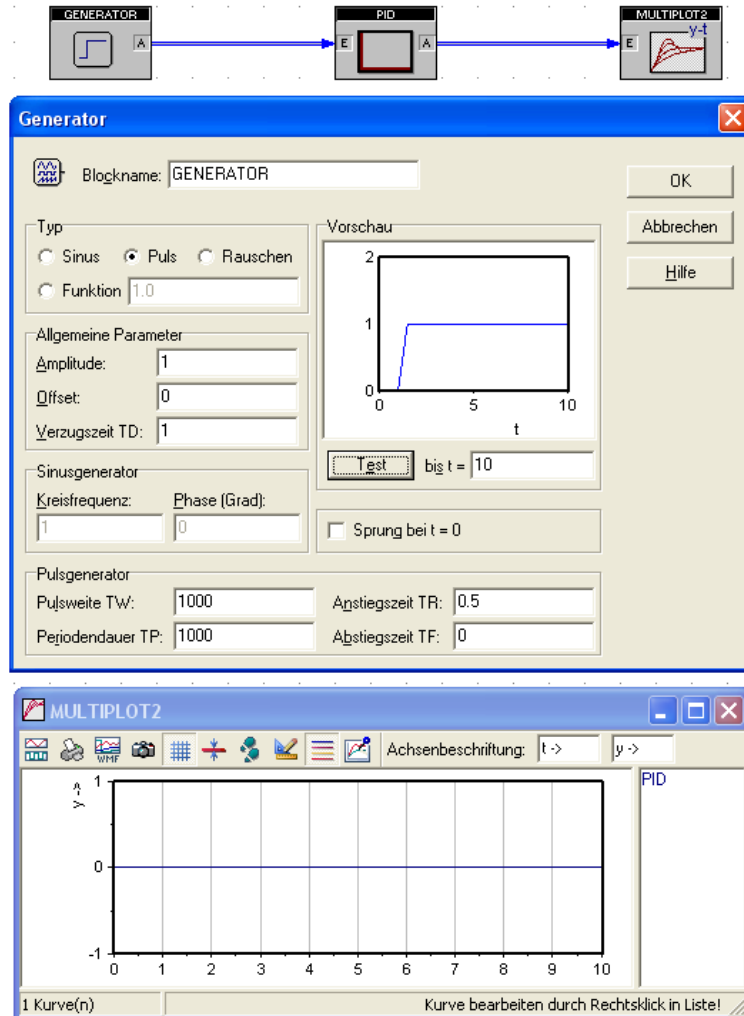 GENERATOR PID MULTIPLOT2
A E A E y-t
Generator
Blockname: GENERATOR
OK
Abbrechen
Hilfe
Typ
Sinus Puls Rauschen
Funktion 1.0
Vorschau
2
1
0
0 5 10
t
Test bis t = 10
Allgemeine Parameter
Amplitude: 1
Offset: 0
Verzugszeit TD: 1
Sinusgenerator
Kreisfrequenz: Phase (Grad):
1 0
Sprung bei t = 0
Pulsgenerator
Pulsweite TW: 1000 Anstiegszeit TR: 0.5
Periodendauer TP: 1000 Abstiegszeit TF: 0
MULTIPLOT2
WMF Achsenbeschriftung: t -> y ->
y ->
1
0
-1
0 1 2 3 4 5 6 7 8 9 10
PID
1 Kurve(n) Kurve bearbeiten durch Rechtsklick in Liste!